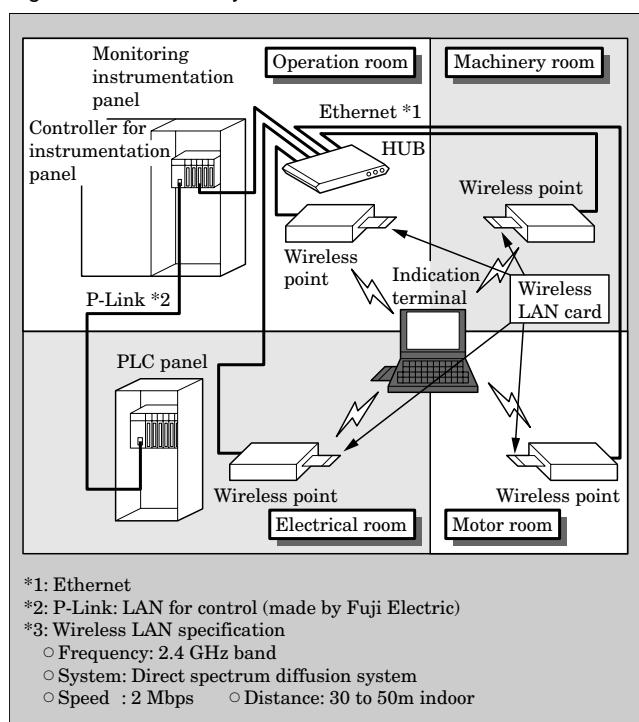 Monitoring
instrumentation
panel
Operation room
Machinery room
Controller for
instrumentation
panel
Ethernet *1
HUB
Wireless point
Wireless
point
Indication
terminal
Wireless
LAN card
P-Link *2
PLC panel
Wireless point
Wireless point
Electrical room
Motor room
*1: Ethernet
*2: P-Link: LAN for control (made by Fuji Electric)
*3: Wireless LAN specification
○ Frequency: 2.4 GHz band
○ System: Direct spectrum diffusion system
○ Speed : 2 Mbps ○ Distance: 30 to 50m indoor